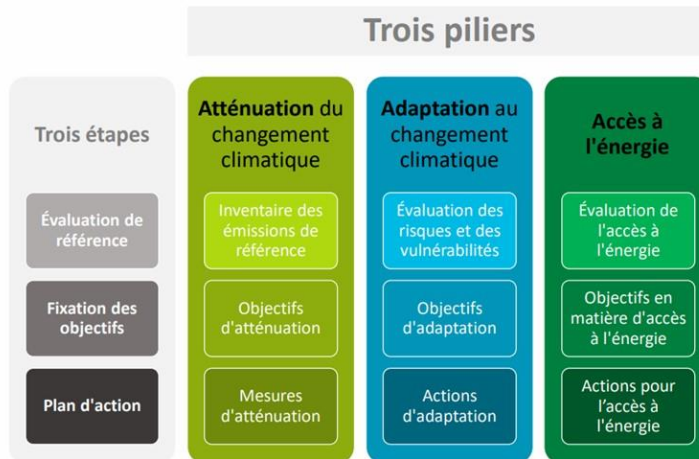 Trois piliers
Trois étapes
Évaluation de
référence
Fixation des
objectifs
Plan d'action
Atténuation du
changement
climatique
Inventaire des
émissions de
référence
Objectifs
d'atténuation
Mesures
d'atténuation
Adaptation au
changement
climatique
Évaluation des
risques et des
vulnérabilités
Objectifs
d'adaptation
Actions
d'adaptation
Accès à
l'énergie
Évaluation de
l'accès à
l'énergie
Objectifs en
matière d'accès
à l'énergie
Actions pour
l’accès à
l'énergie